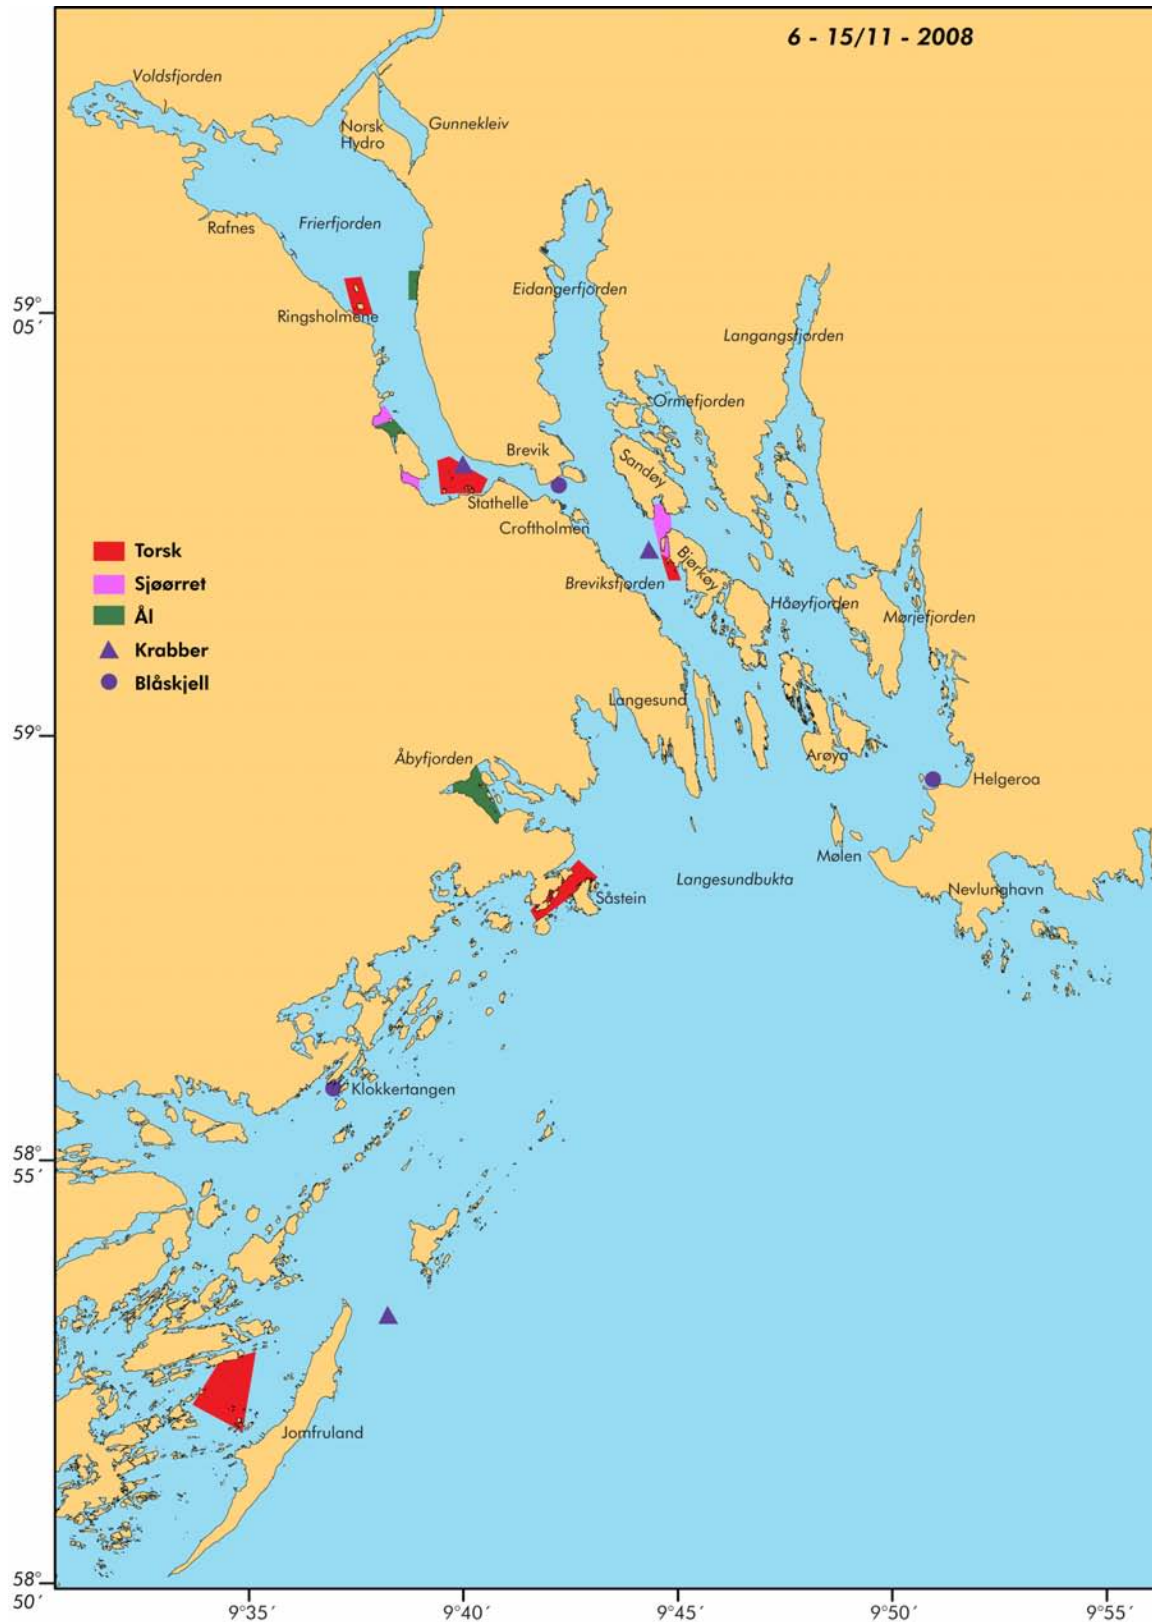 6 - 15/11 - 2008
Voldsfjorden
Gunnekleiv
Norsk
Hydro
Rafnes
Frierfjorden
Eidangerfjorden
59°
05´
Ringsholmene
Langangsfjorden
Ormefjorden
Brevik
Sandøy
Stathelle
Croftholmen
Torsk
Bjørkøy
Sjøørret
Breviksfjorden
Håøyfjorden
Ål
Mørjefjorden
Krabber
Blåskjell
Langesund
59°
Åbyfjorden
Arøya
Helgeroa
Mølen
Langesundbukta
Nevlunghavn
Såstein
Klokkertangen
58°
55´
Jomfruland
58°
50´
9°35´ 9°40´ 9°45´ 9°50´ 9°55´